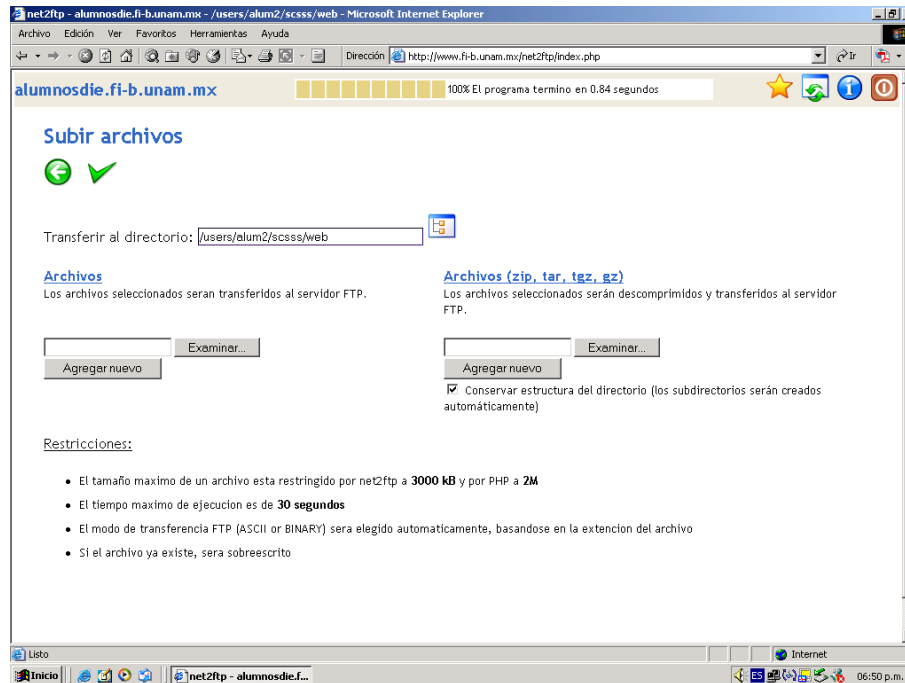 net2ftp - alumnosdie.fi-b.unam.mx - /users/alum2/scsss/web - Microsoft Internet Explorer
Archivo Edición Ver Favoritos Herramientas Ayuda
Dirección http://www.fi-b.unam.mx/net2ftp/index.php Ir
alumnosdie.fi-b.unam.mx 100% El programa termino en 0.84 segundos
Subir archivos
Transferir al directorio: /users/alum2/scsss/web
Archivos
Los archivos seleccionados seran transferidos al servidor FTP.
Examinar...
Agregar nuevo
Archivos (zip, tar, tgz, gz)
Los archivos seleccionados serán descomprimidos y transferidos al servidor
FTP.
Examinar...
Agregar nuevo
Conservar estructura del directorio (los subdirectorios serán creados
automáticamente)
Restricciones:
El tamaño maximo de un archivo esta restringido por net2ftp a 3000 kB y por PHP a 2M
El tiempo maximo de ejecucion es de 30 segundos
El modo de transferencia FTP (ASCII or BINARY) sera elegido automaticamente, basandose en la extencion del archivo
Si el archivo ya existe, sera sobreescrito
Listo Internet
Inicio net2ftp - alumnosdie.f... ES 06:50 p.m.